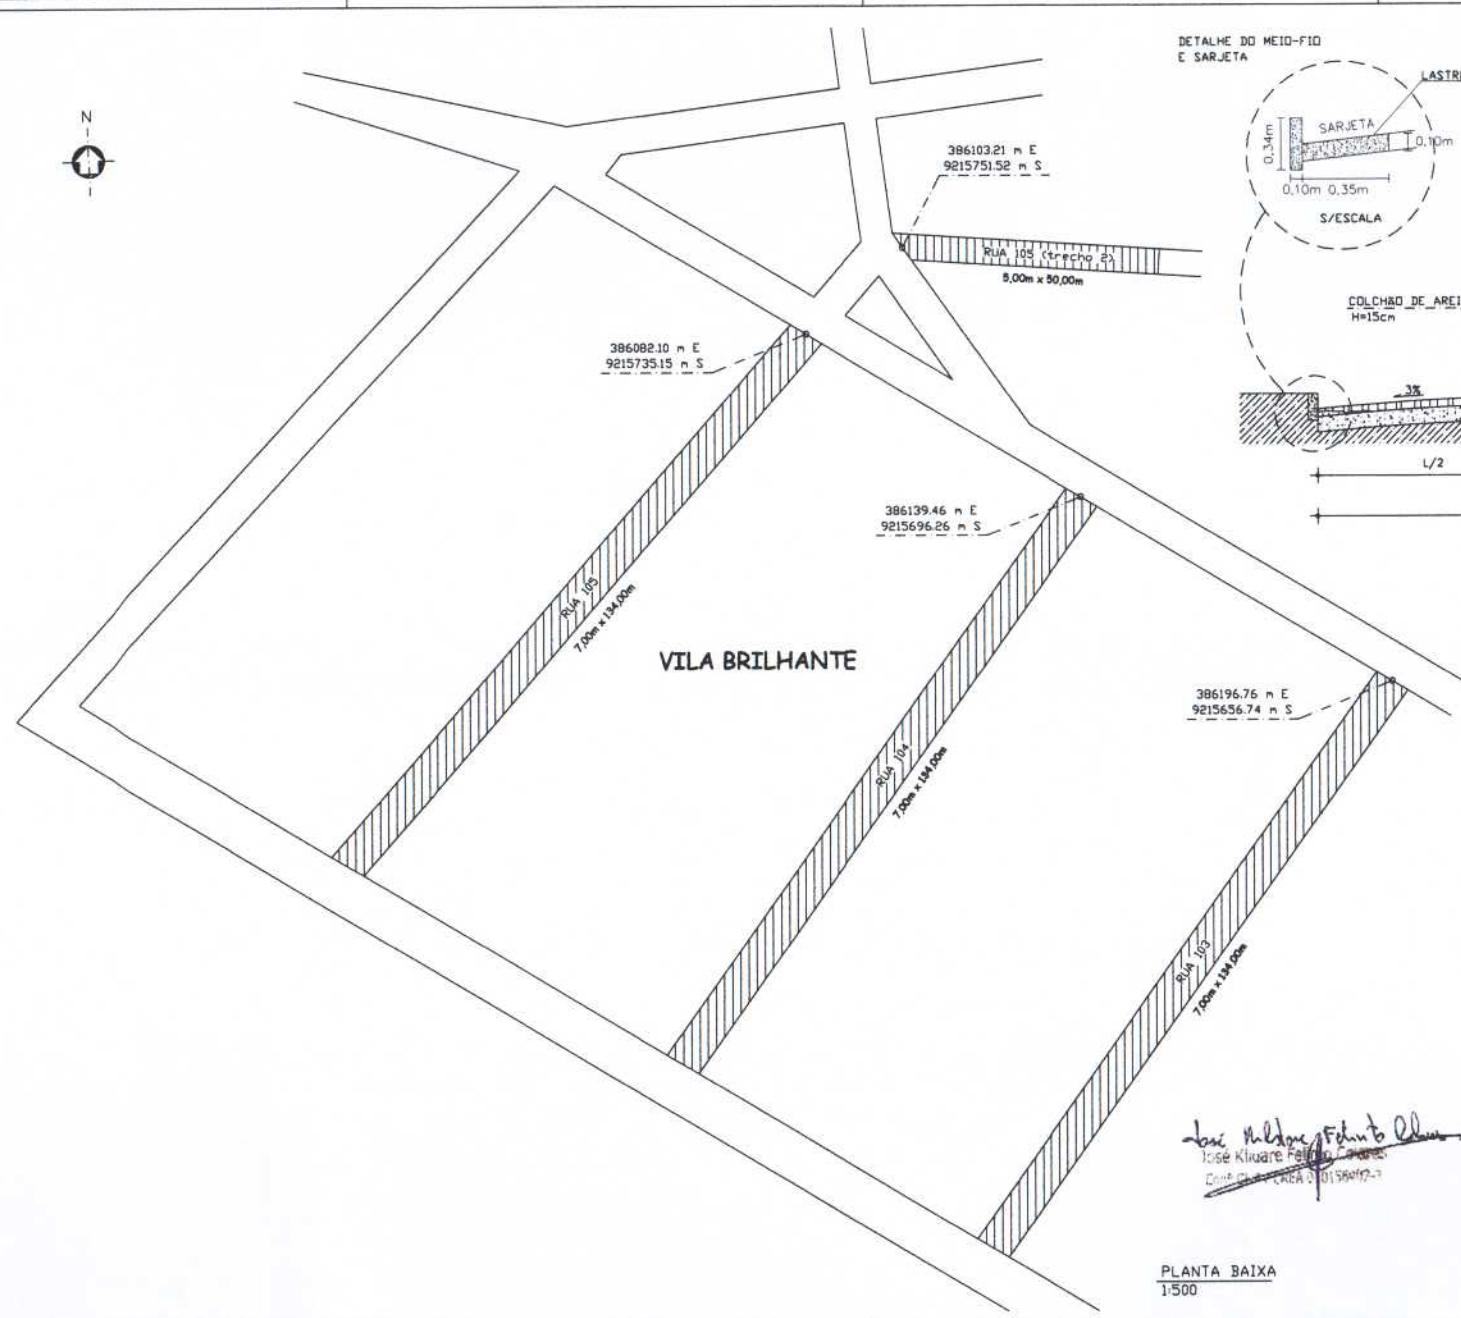 DETALHE DO MEIO-FIO
E SARJETA
N
0,34m
SARJETA
0,10m
0,10m 0,35m
S/ESCALA
386103.21 m E
9215751.52 m S
RUA 105 (trecho 2)
5,00m x 50,00m
COLCHÃO DE AREI
H=15cm
386082.10 m E
9215735.15 m S
3%
L/2
386139.46 m E
9215696.26 m S
RUA 105
7,00m x 134,00m
VILA BRILHANTE
386196.76 m E
9215656.74 m S
RUA 104
7,00m x 134,00m
RUA 103
7,00m x 134,00m
José
José
PLANTA BAIXA
1:500